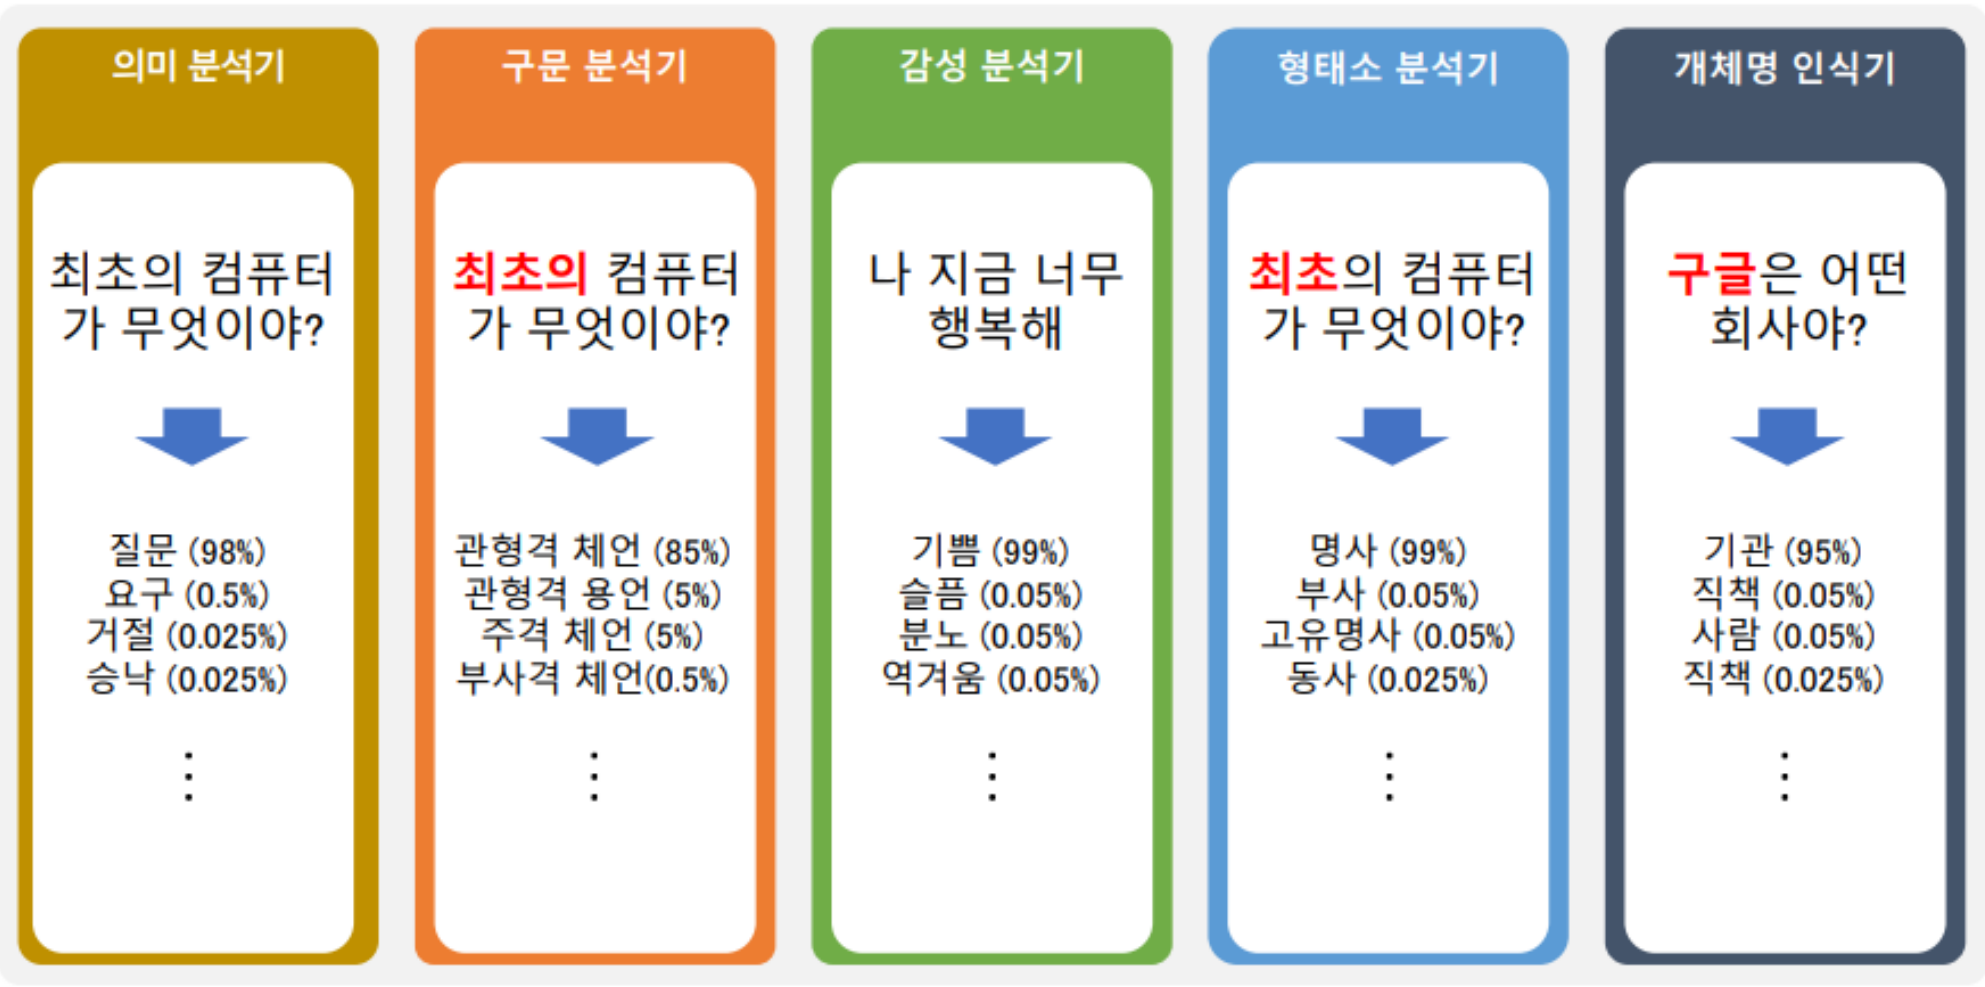 의미 분석기
최초의 컴퓨터
가 무엇이야?
질문 (98%)
요구 (0.5%)
거절 (0.025%)
승낙 (0.025%)
⋮
구문 분석기
최초의 컴퓨터
가 무엇이야?
관형격 체언 (85%)
관형격 용언 (5%)
주격 체언 (5%)
부사격 체언(0.5%)
⋮
감성 분석기
나 지금 너무
행복해
기쁨 (99%)
슬픔 (0.05%)
분노 (0.05%)
역겨움 (0.05%)
⋮
형태소 분석기
최초의 컴퓨터
가 무엇이야?
명사 (99%)
부사 (0.05%)
고유명사 (0.05%)
동사 (0.025%)
⋮
개체명 인식기
구글은 어떤
회사야?
기관 (95%)
직책 (0.05%)
사람 (0.05%)
직책 (0.025%)
⋮